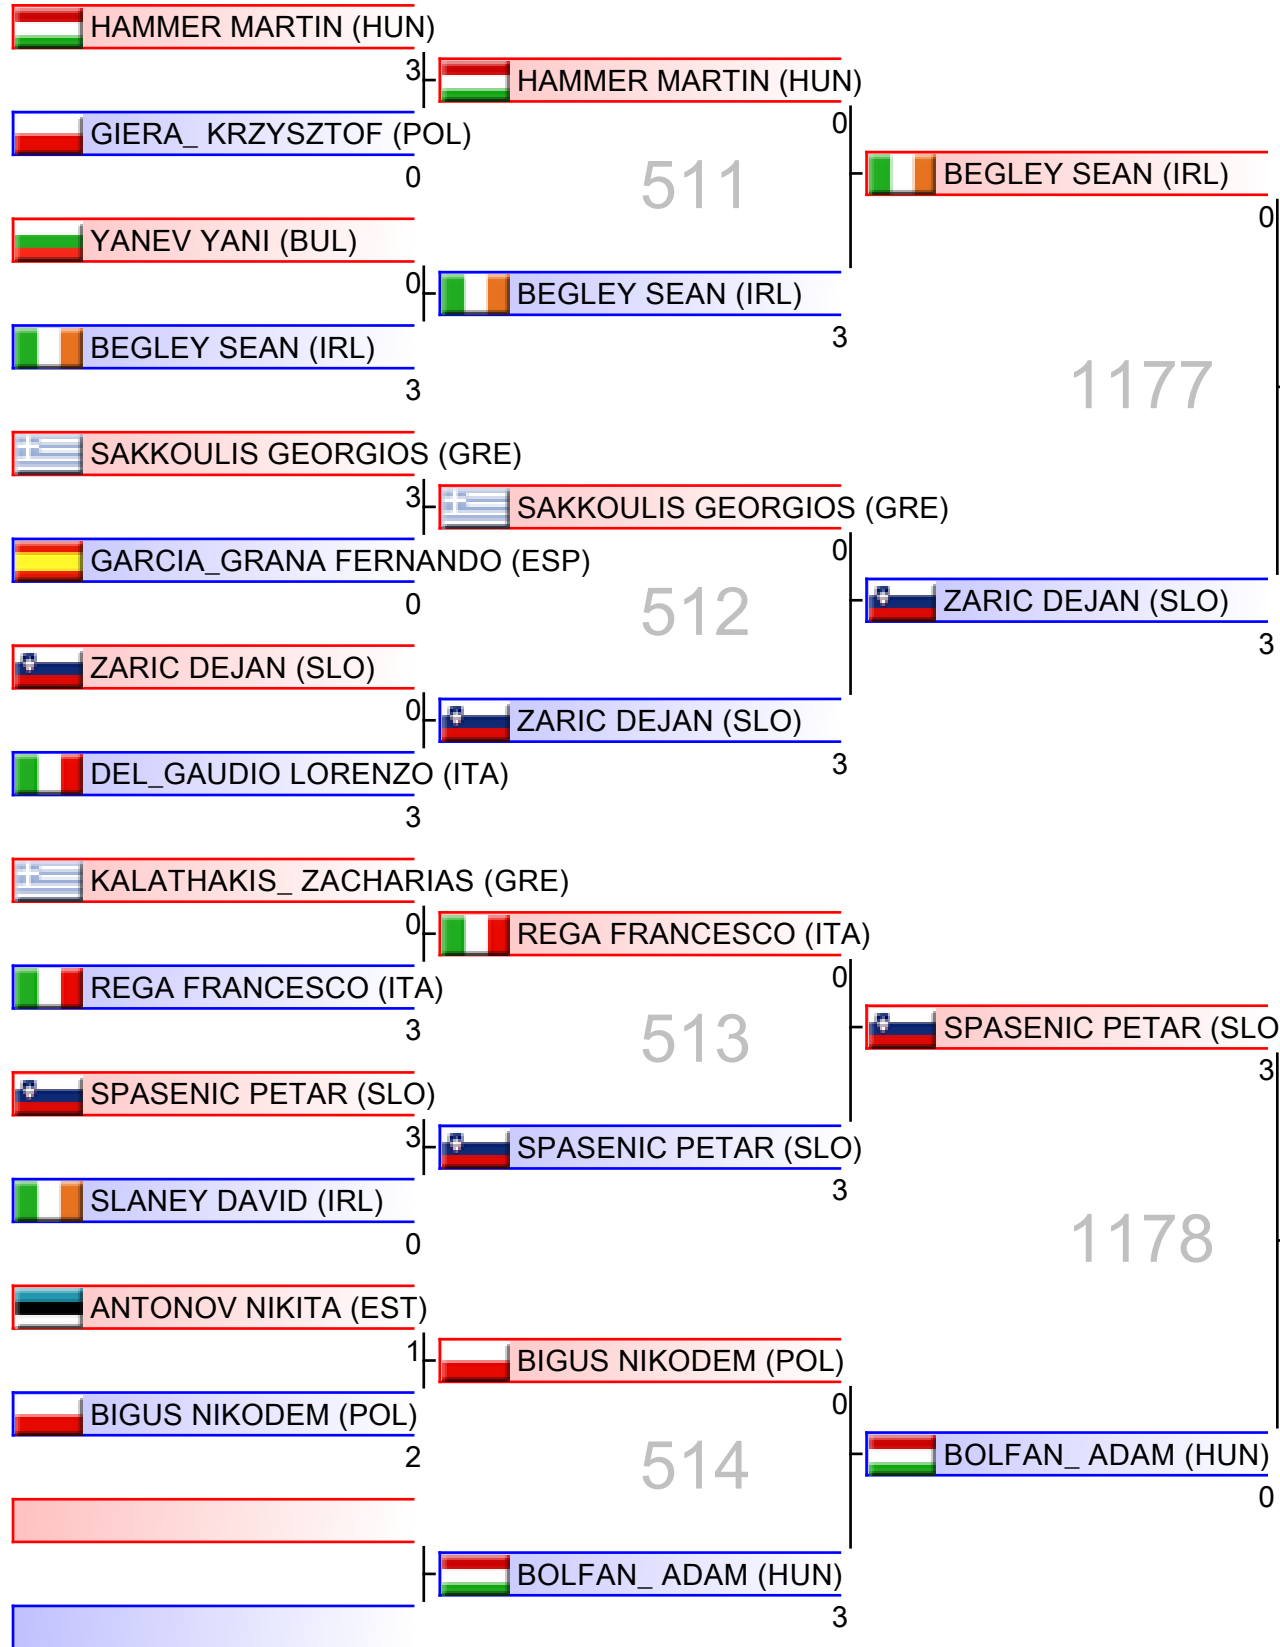 HAMMER MARTIN (HUN)
3
HAMMER MARTIN (HUN)
0
GIERA_ KRZYSZTOF (POL)
0
511
BEGLEY SEAN (IRL)
0
YANEV YANI (BUL)
0
BEGLEY SEAN (IRL)
3
BEGLEY SEAN (IRL)
3
1177
SAKKOULIS GEORGIOS (GRE)
3
SAKKOULIS GEORGIOS (GRE)
0
GARCIA_GRANA FERNANDO (ESP)
0
512
ZARIC DEJAN (SLO)
3
ZARIC DEJAN (SLO)
0
ZARIC DEJAN (SLO)
3
DEL_GAUDIO LORENZO (ITA)
3
KALATHAKIS_ ZACHARIAS (GRE)
0
REGA FRANCESCO (ITA)
0
REGA FRANCESCO (ITA)
3
513
SPASENIC PETAR (SLO
3
SPASENIC PETAR (SLO)
3
SPASENIC PETAR (SLO)
3
SLANEY DAVID (IRL)
0
1178
ANTONOV NIKITA (EST)
1
BIGUS NIKODEM (POL)
0
BIGUS NIKODEM (POL)
2
514
BOLFAN_ ADAM (HUN)
0
BOLFAN_ ADAM (HUN)
3